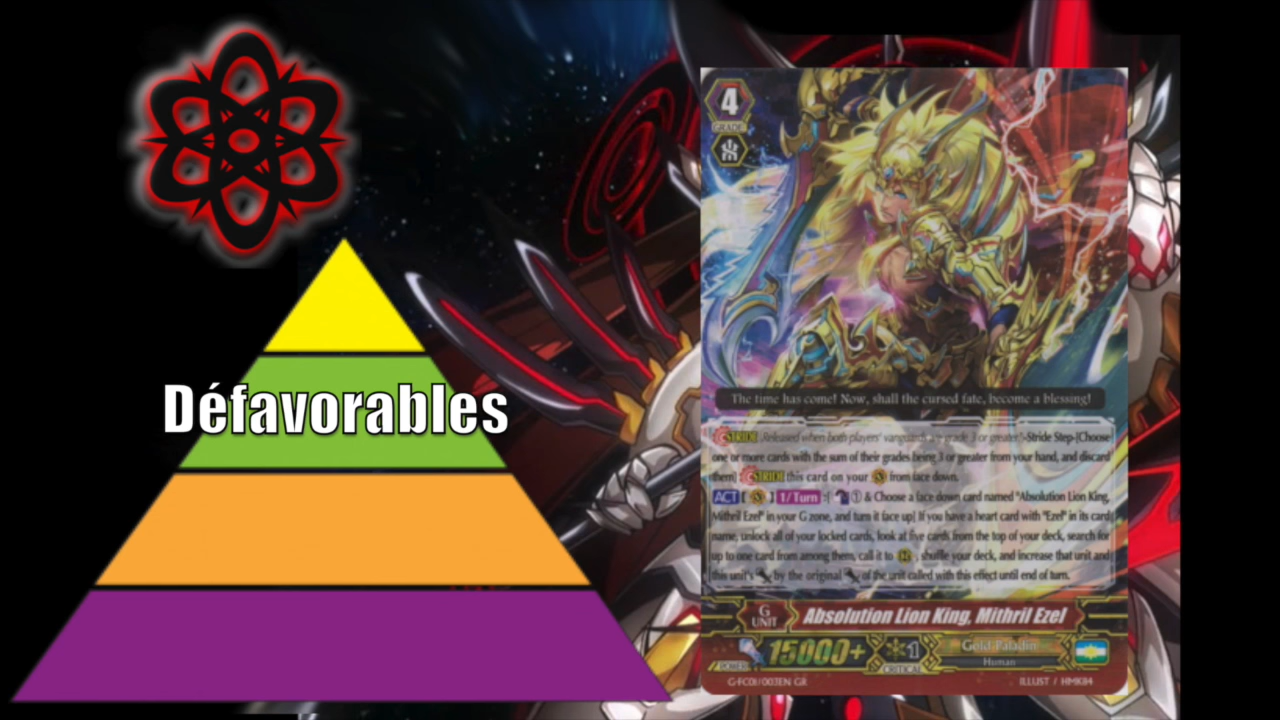 Défavorables
4
GRADE
The time has come! Now, shall the cursed fate, become a blessing!
STRIDE -Released when both players' vanguards are grade 3 or greater!-Stride Step-[Choose
one or more cards with the sum of their grades being 3 or greater from your hand, and discard
them] STRIDE this card on your from face down.
ACT [ ] 1/Turn :[ ① & Choose a face down card named "Absolution Lion King,
Mithril Ezel" in your G zone, and turn it face up] If you have a heart card with "Ezel" in its card
name, unlock all of your locked cards, look at five cards from the top of your deck, search for
up to one card from among them, call it to , shuffle your deck, and increase that unit and
this unit's by the original of the unit called with this effect until end of turn.
G
UNIT
Absolution Lion King, Mithril Ezel
POWER
15000+
1
CRITICAL
Gold Paladin
Human
G-FC01/003EN GR
ILLUST / HMK84